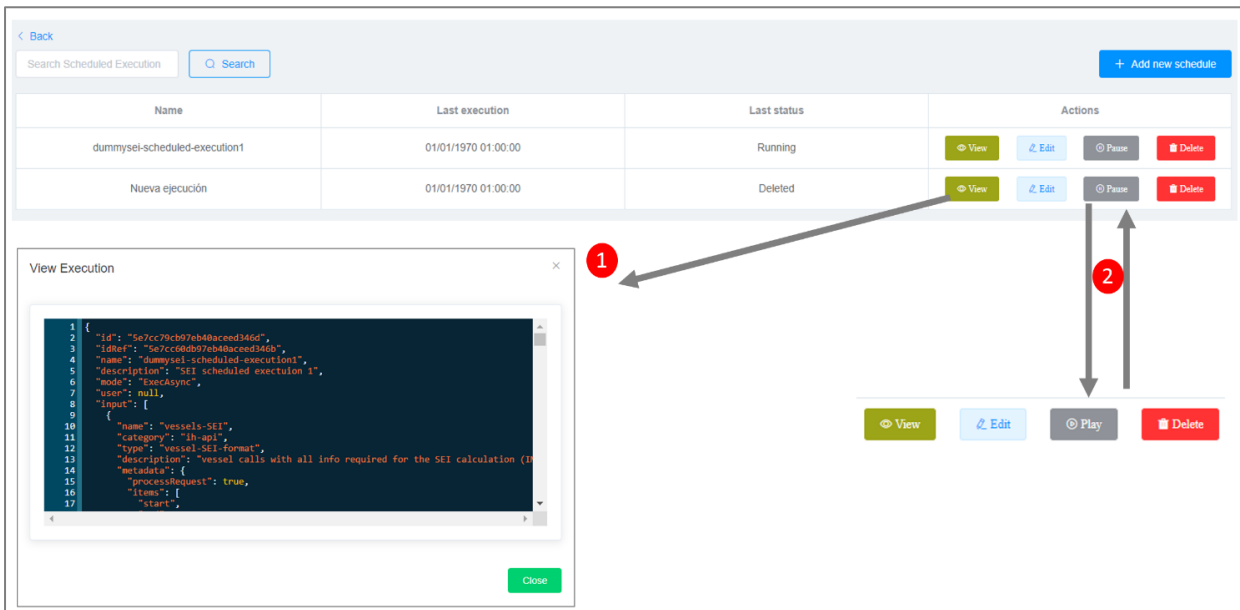 < Back
Search Scheduled Execution Search + Add new schedule
Name Last execution Last status Actions
dummysei-scheduled-execution1 01/01/1970 01:00:00 Running View Edit Pause Delete
Nueva ejecución 01/01/1970 01:00:00 Deleted View Edit Pause Delete
1
2
View Execution ×
1 {
2 "id": "5e7cc79cb97eb40aceed346d",
3 "idRef": "5e7cc60db97eb40aceed346b",
4 "name": "dummysei-scheduled-execution1",
5 "description": "SEI scheduled exectuion 1",
6 "mode": "ExecAsync",
7 "user": null,
8 "input": [
9 {
10 "name": "vessels-SEI",
11 "category": "ih-api",
12 "type": "vessel-SEI-format",
13 "description": "vessel calls with all info required for the SEI calculation (I
14 "metadata": {
15 "processRequest": true,
16 "items": [
17 "start",
Close
View Edit Play Delete